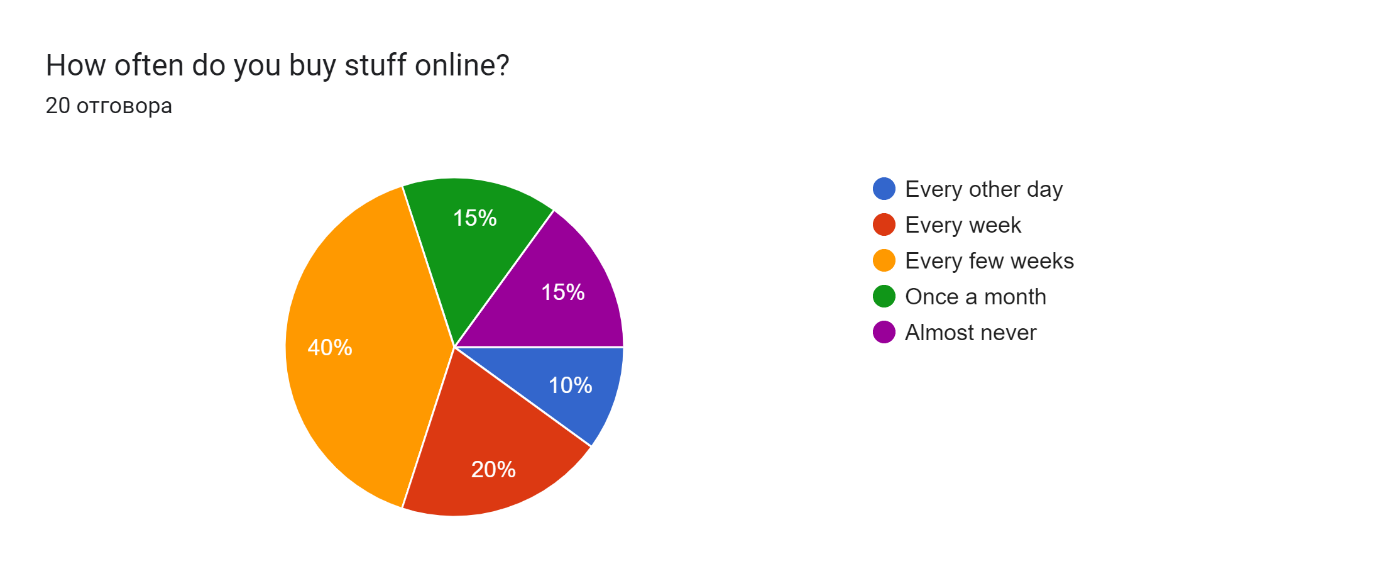 How often do you buy stuff online?
20 отговора
15%
15%
40%
10%
20%
Every other day
Every week
Every few weeks
Once a month
Almost never